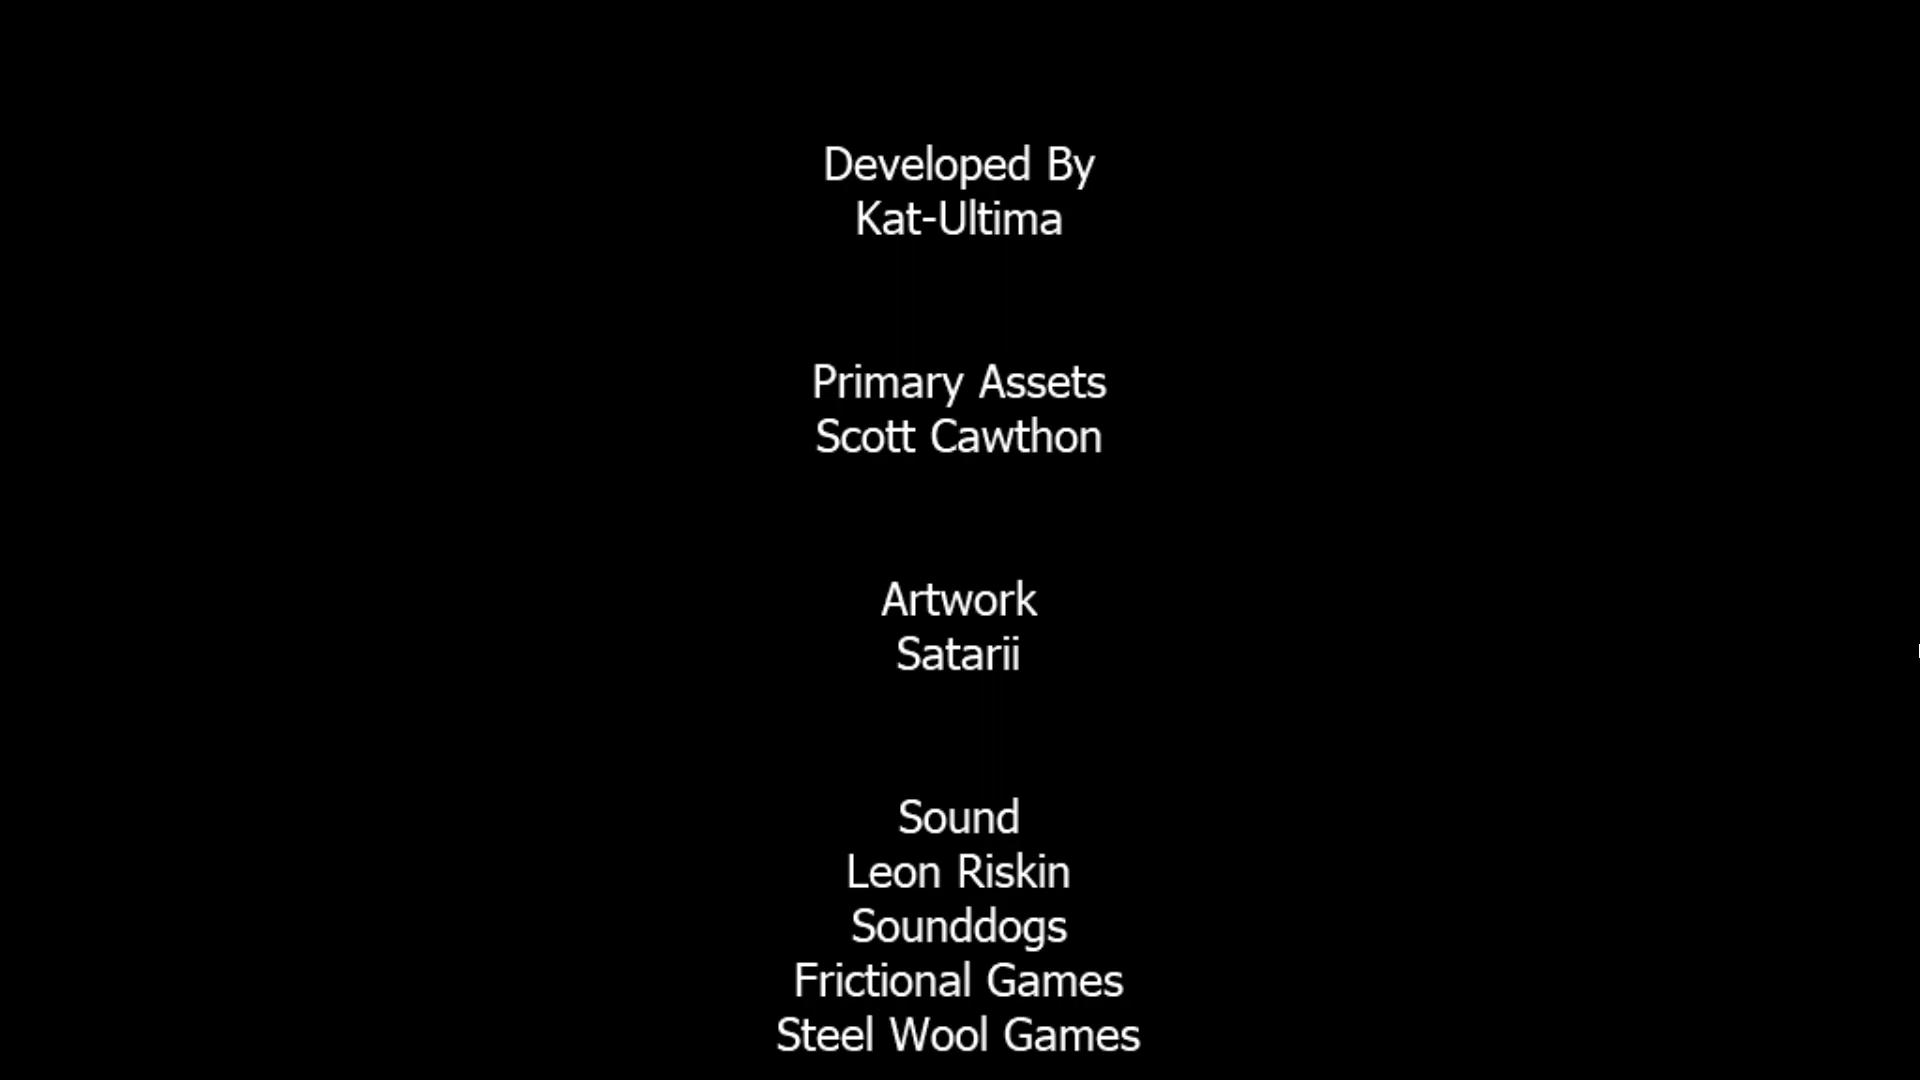 Developed By
Kat-Ultima
Primary Assets
Scott Cawthon
Artwork
Satarii
Sound
Leon Riskin
Sounddogs
Frictional Games
Steel Wool Games